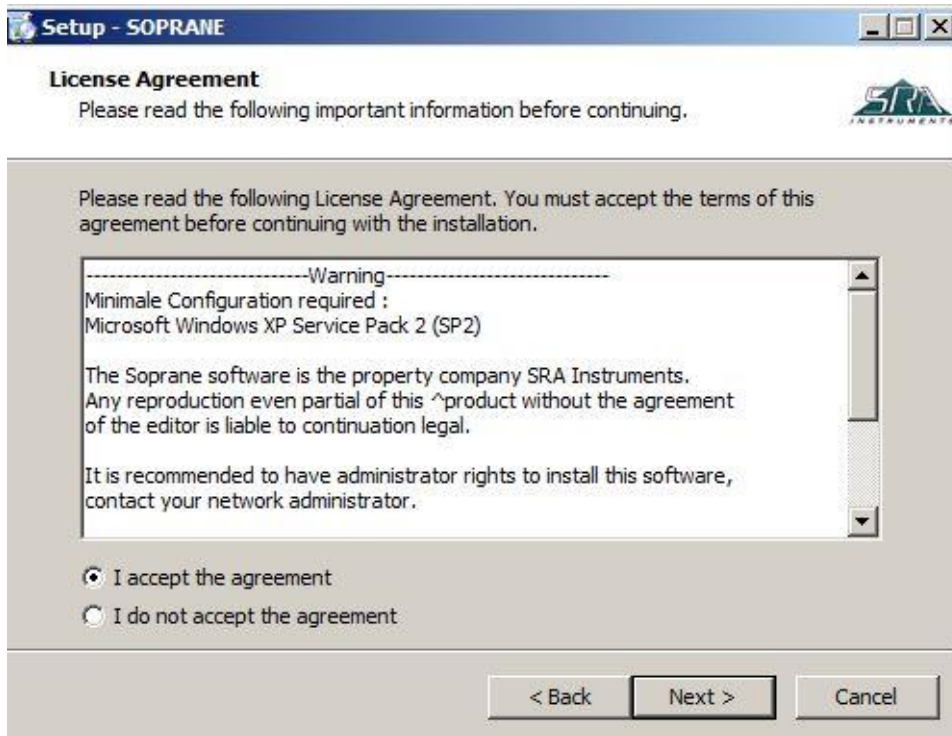 Setup - SOPRANE
License Agreement
Please read the following important information before continuing.
SRA
INSTRUMENTS
Please read the following License Agreement. You must accept the terms of this
agreement before continuing with the installation.
-----------------------------Warning-----------------------------
Minimale Configuration required :
Microsoft Windows XP Service Pack 2 (SP2)
The Soprane software is the property company SRA Instruments.
Any reproduction even partial of this ^product without the agreement
of the editor is liable to continuation legal.
It is recommended to have administrator rights to install this software,
contact your network administrator.
I accept the agreement
I do not accept the agreement
< Back
Next >
Cancel